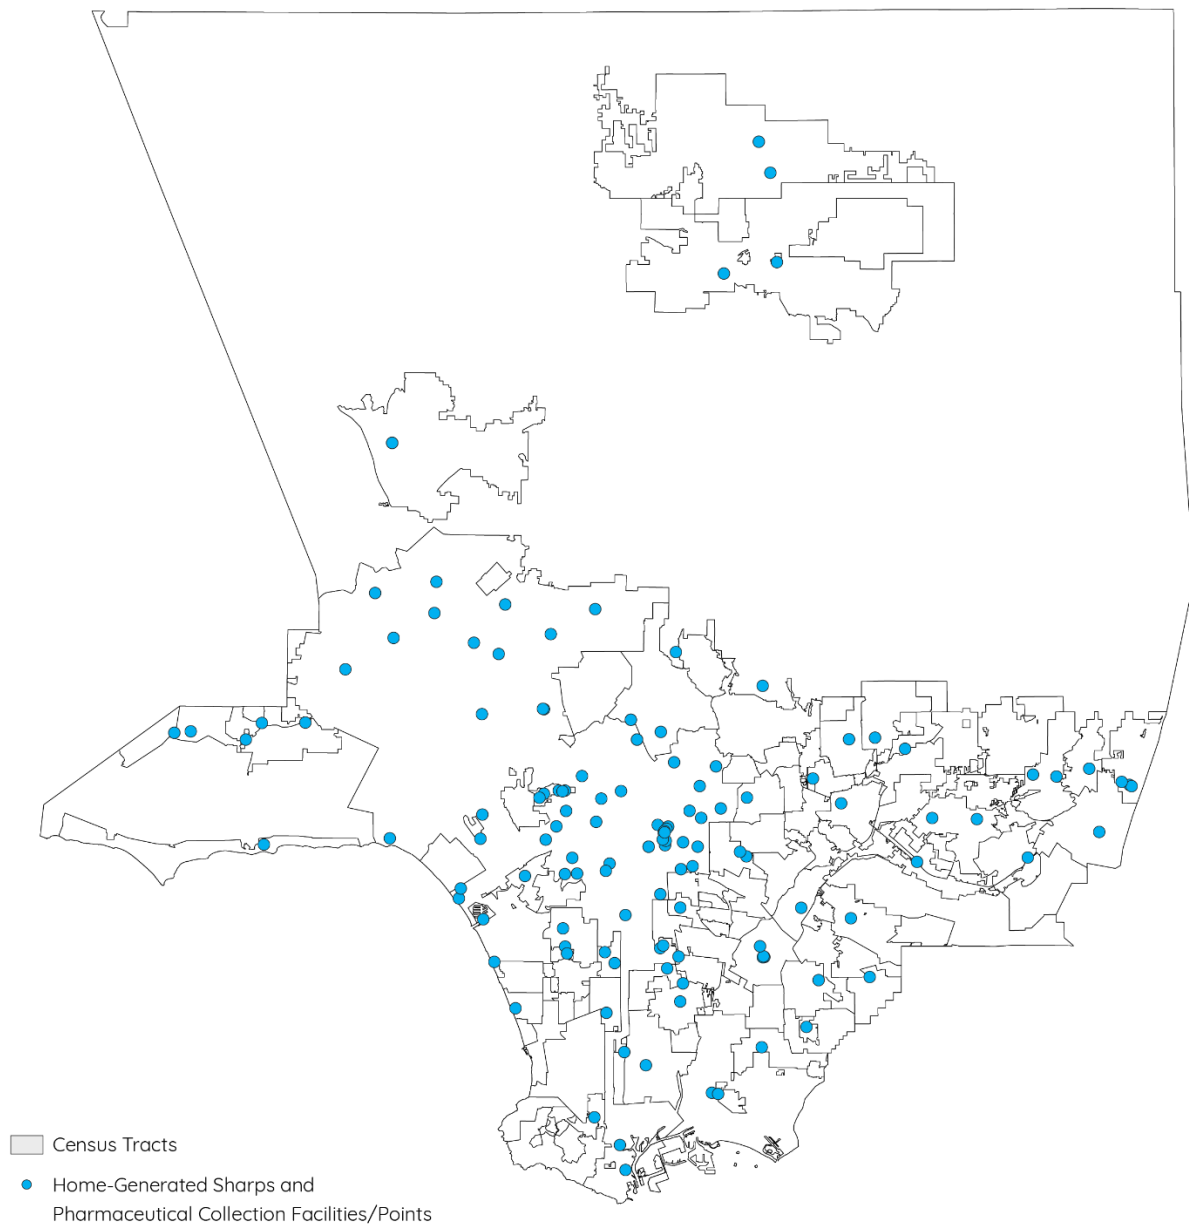 Census Tracts
Home-Generated Sharps and
Pharmaceutical Collection Facilities/Points